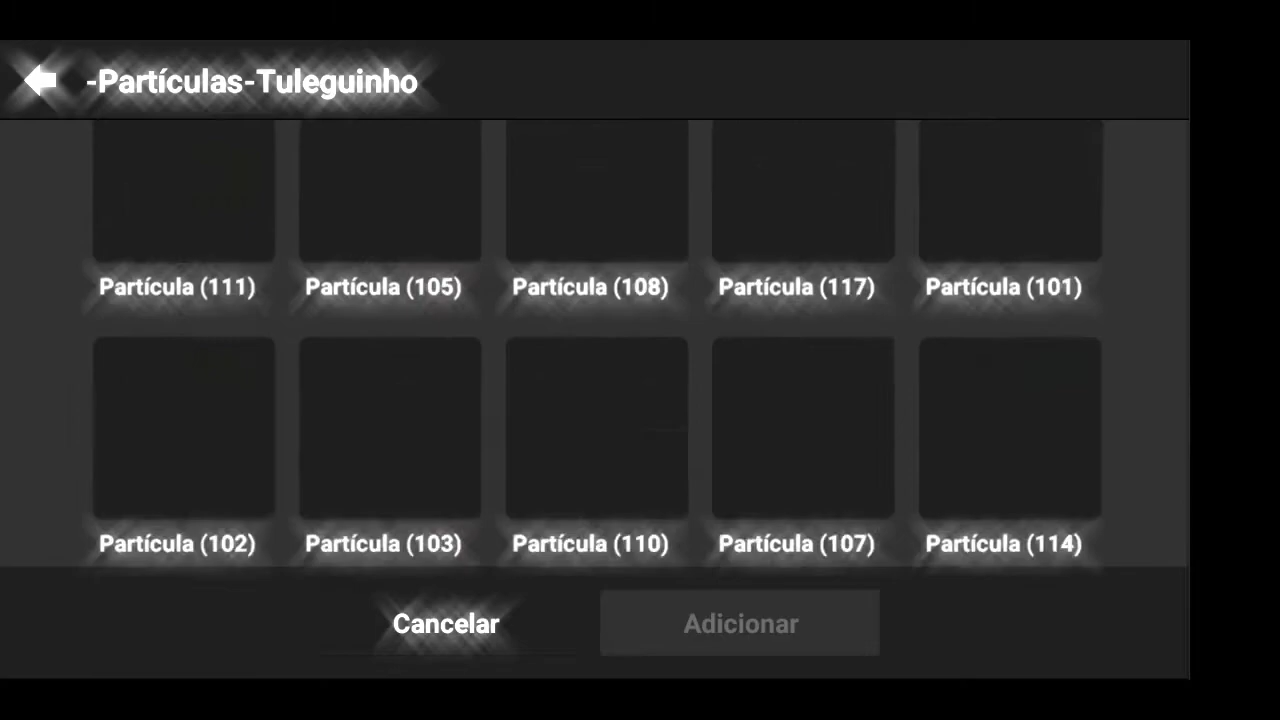 -Partículas-Tuleguinho
Partícula (111) Partícula (105) Partícula (108) Partícula (117) Partícula (101)
Partícula (102) Partícula (103) Partícula (110) Partícula (107) Partícula (114)
Cancelar Adicionar